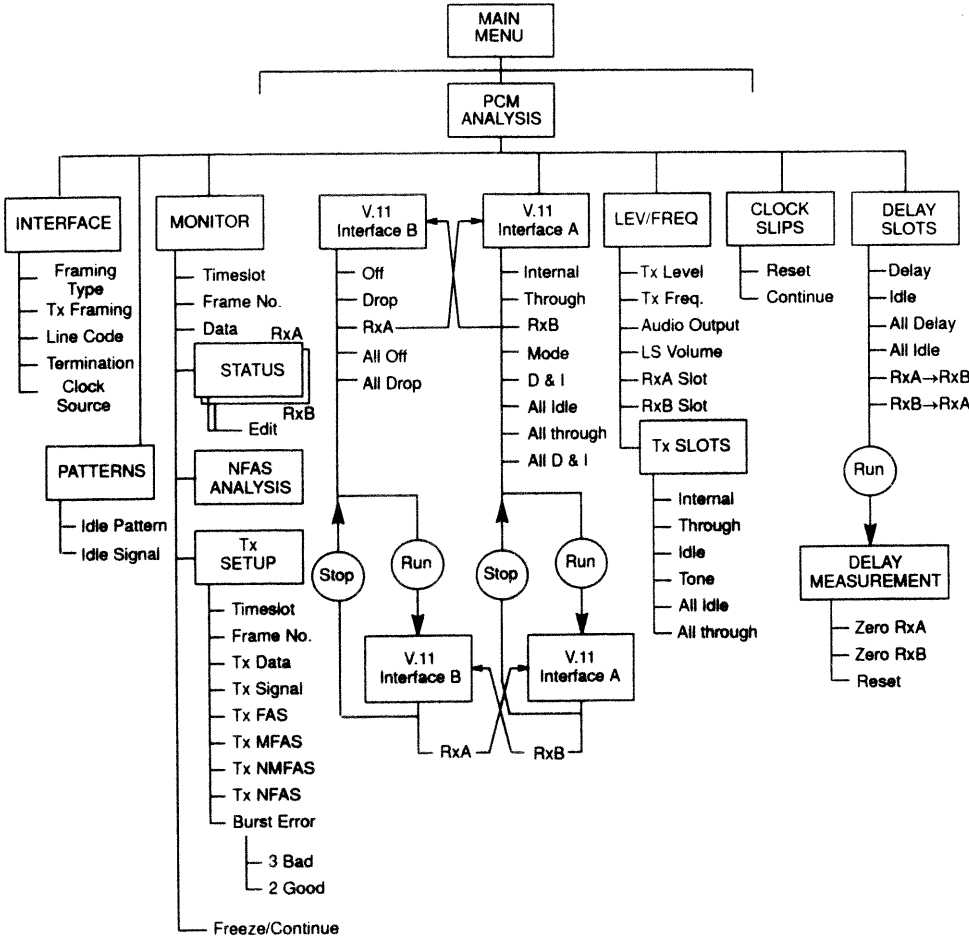 MAIN
MENU
PCM
ANALYSIS
INTERFACE
Framing
Type
Tx Framing
Line Code
Termination
Clock
Source
PATTERNS
Idle Pattern
Idle Signal
MONITOR
Timeslot
Frame No.
Data
RxA
STATUS
RxB
Edit
NFAS
ANALYSIS
Tx
SETUP
Timeslot
Frame No.
Tx Data
Tx Signal
Tx FAS
Tx MFAS
Tx NMFAS
Tx NFAS
Burst Error
3 Bad
2 Good
Freeze/Continue
V.11
Interface B
Off
Drop
RxA
All Off
All Drop
Stop
Run
V.11
Interface B
RxA
V.11
Interface A
Internal
Through
RxB
Mode
D & I
All Idle
All through
All D & I
Stop
Run
V.11
Interface A
RxB
LEV/FREQ
Tx Level
Tx Freq.
Audio Output
LS Volume
RxA Slot
RxB Slot
Tx SLOTS
Internal
Through
Idle
Tone
All Idle
All through
CLOCK
SLIPS
Reset
Continue
DELAY
SLOTS
Delay
Idle
All Delay
All Idle
RxA→RxB
RxB→RxA
Run
DELAY
MEASUREMENT
Zero RxA
Zero RxB
Reset